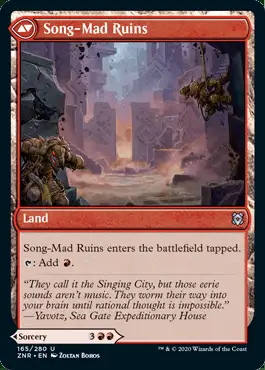 Song-Mad Ruins
Land
Song-Mad Ruins enters the battlefield tapped.
: Add .
"They call it the Singing City, but those eerie
sounds aren't music. They worm their way into
your brain until rational thought is impossible."
—Yavotz, Sea Gate Expeditionary House
Sorcery 3
165/280 U
ZNR • EN Zoltan Boros
™ & © 2020 Wizards of the Coast